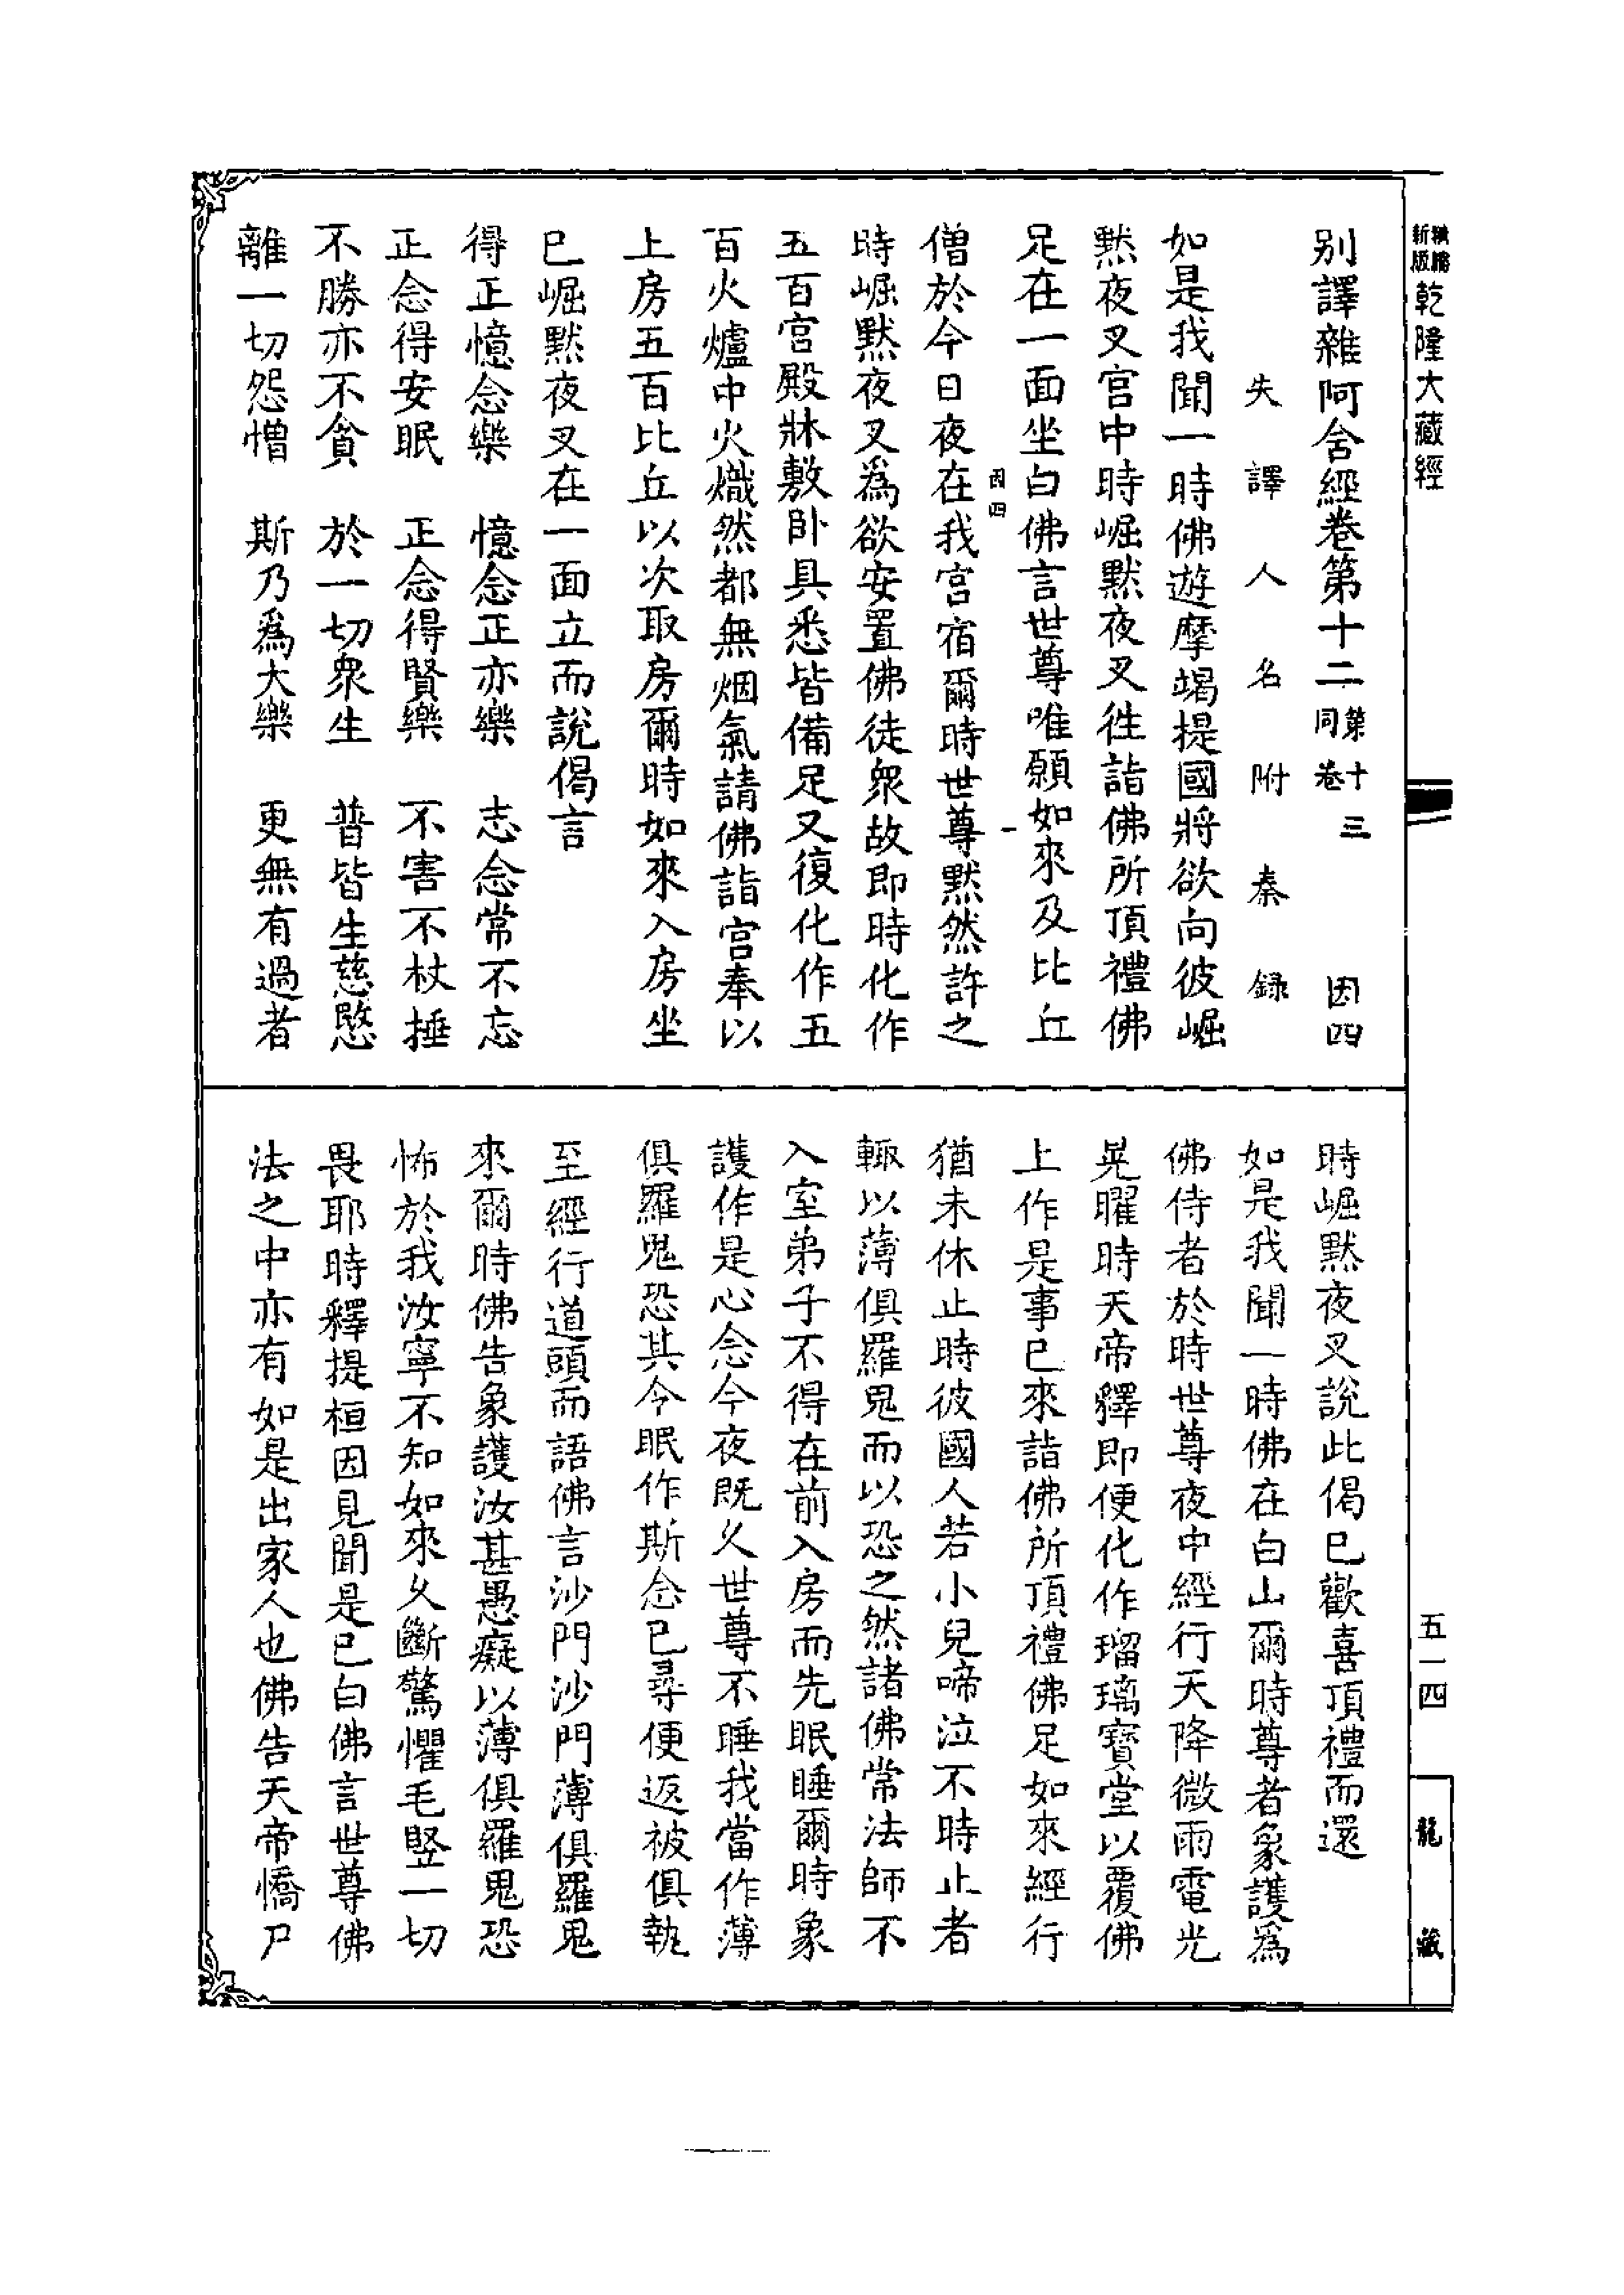 新版
乾隆大藏經
別譯雜阿含經卷第十二第十三同卷 因四
失譯人名附秦録
如是我聞一時佛遊摩竭提國將欲向彼崛
黙夜叉宫中時崛黙夜叉徃詣佛所頂禮佛
足在一面坐白佛言世尊唯願如來及比丘
因四 一
僧於今日夜在我宮宿爾時世尊黙然許之
時崛黙夜叉爲欲安置佛徒衆故即時化作
五百宮殿牀敷卧具悉皆備足又復化作五
百火爐中火熾然都無烟氣請佛詣宮奉以
上房五百比丘以次取房爾時如來入房坐
已崛黙夜叉在一面立而說偈言
得正憶念樂 憶念正亦樂 志念常不忘
正念得安眠 正念得賢樂 不害不杖捶
不勝亦不貪 於一切衆生 普皆生慈愍
離一切怨憎 斯乃爲大樂 更無有過者
時崛黙夜叉說此偈已歡喜頂禮而還
如是我聞一時佛在白山爾時尊者象護爲
佛侍者於時世尊夜中經行天降微雨電光
晃曜時天帝釋即便化作瑠璃寶堂以覆佛
上作是事已來詣佛所頂禮佛足如來經行
猶未休止時彼國人若小兒啼泣不時止者
輙以薄俱羅鬼而以恐之然諸佛常法師不
入室弟子不得在前入房而先眠睡爾時象
護作是心念今夜既久世尊不睡我當作薄
俱羅鬼恐其令眠作斯念已尋便返被俱執
至經行道頭而語佛言沙門沙門薄俱羅鬼
來爾時佛告象護汝甚愚癡以薄俱羅鬼恐
怖於我汝寧不知如來久斷驚懼毛竪一切
畏耶時釋提桓因見聞是已白佛言世尊佛
法之中亦有如是出家人也佛告天帝憍尸
五一四
龍藏